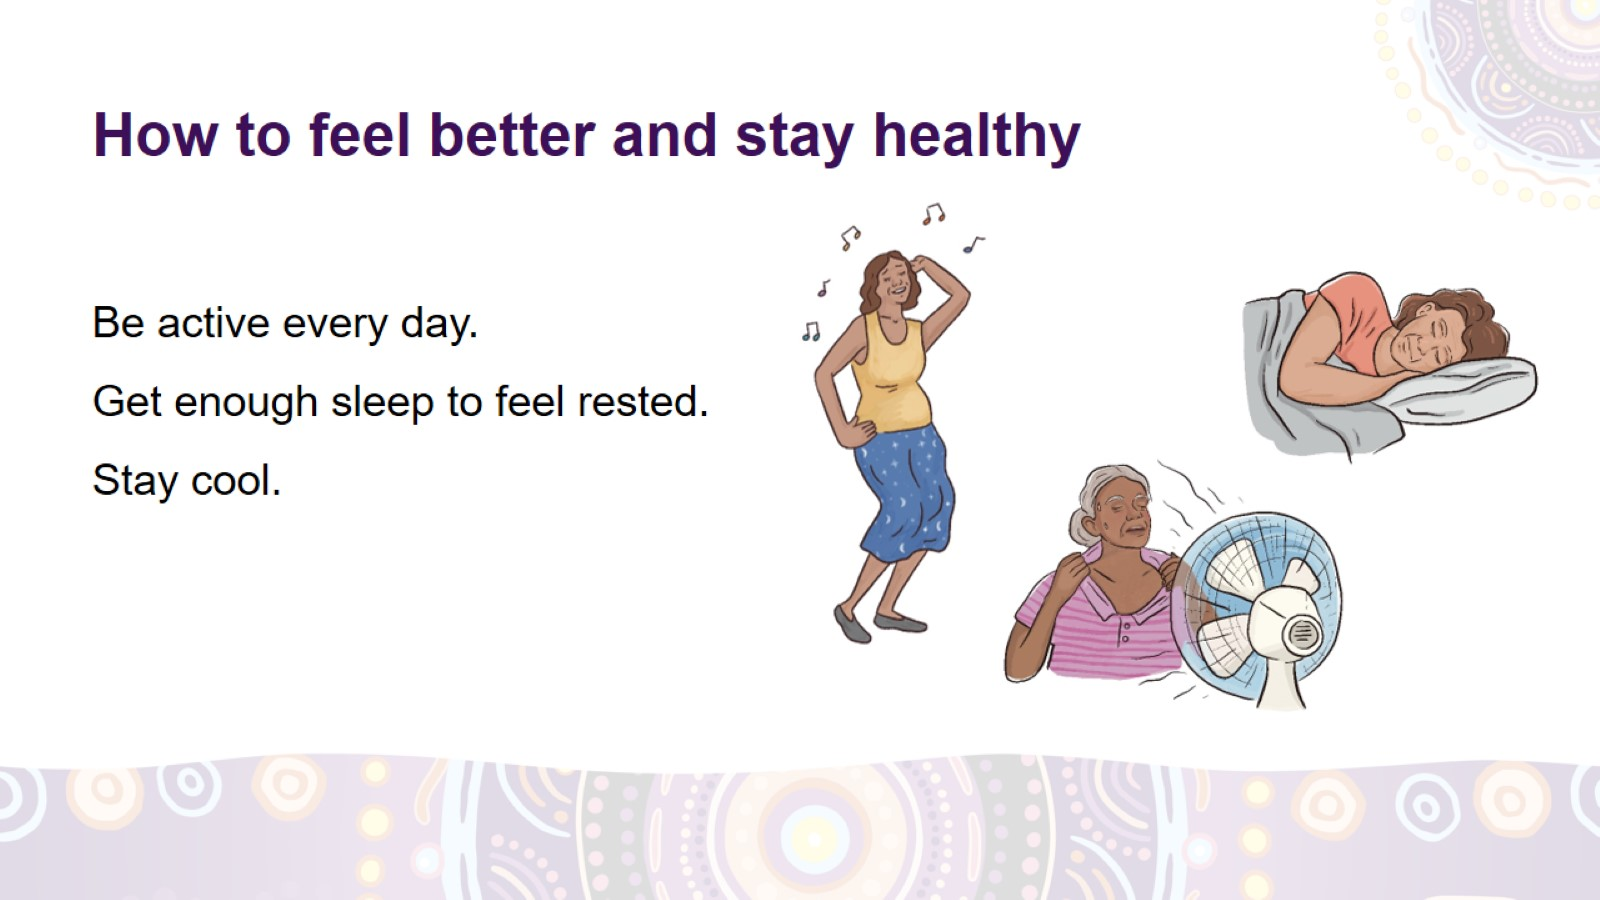 How to feel better and stay healthy
Be active every day.
Get enough sleep to feel rested.
Stay cool.